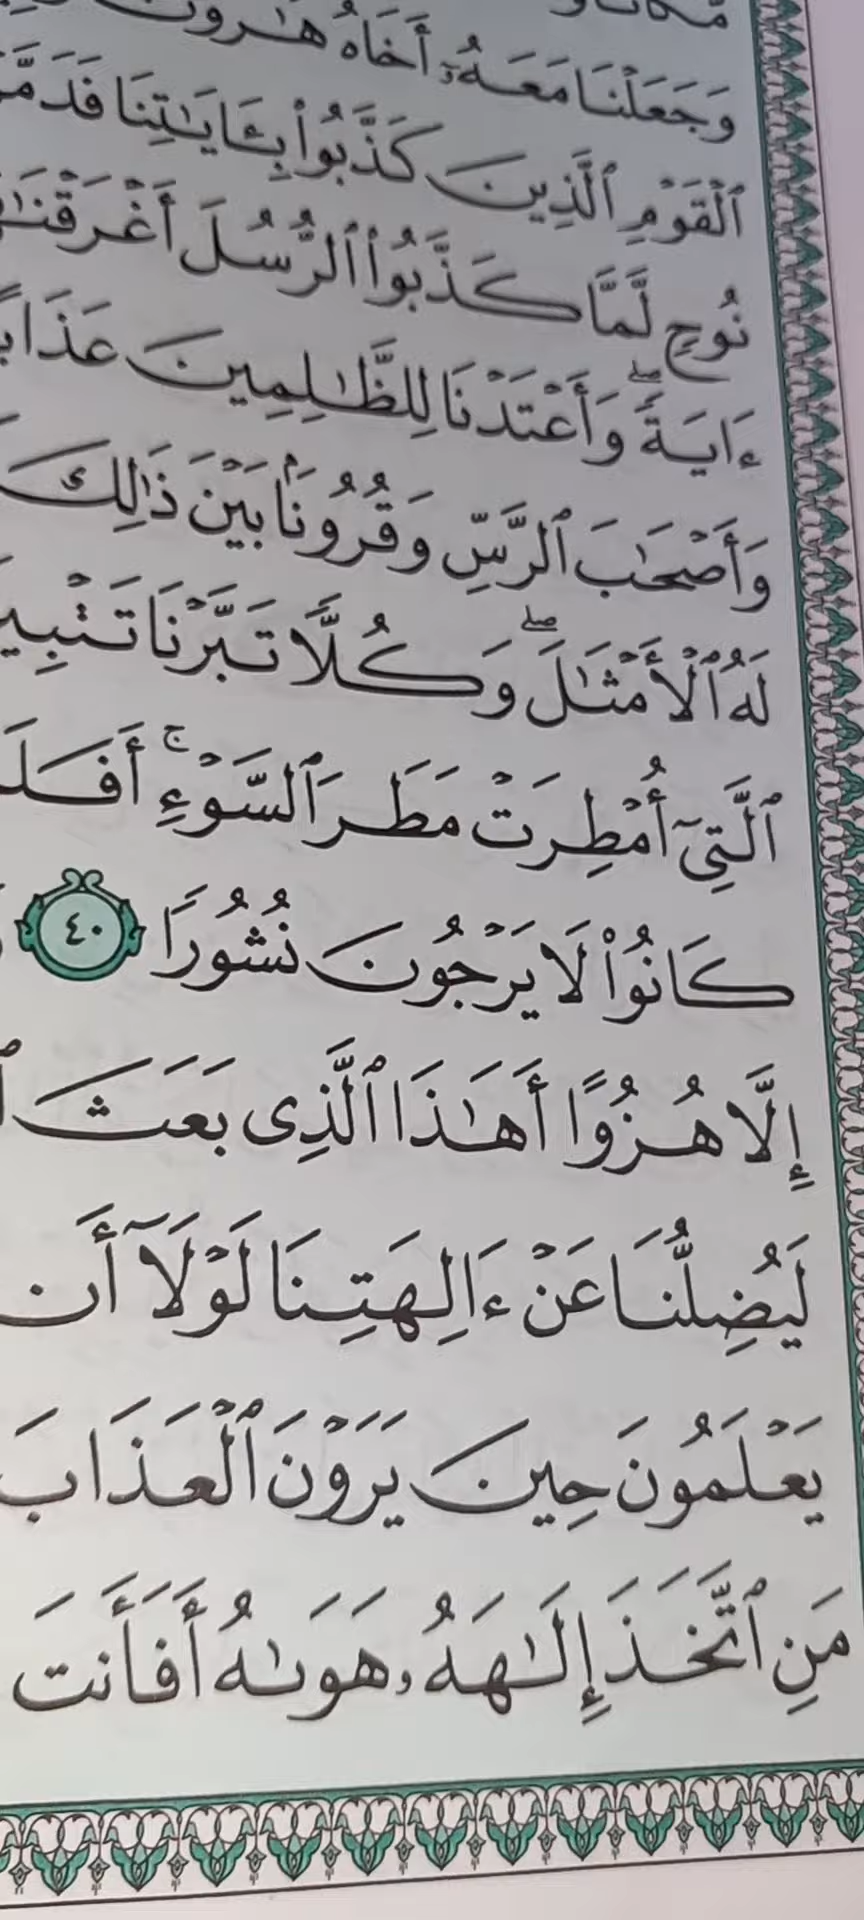 وَجَعَلْنَا مَعَهُۥٓ أَخَاهُ هَٰرُونَ
ٱلْقَوْمِ ٱلَّذِينَ كَذَّبُوا۟ بِـَٔايَٰتِنَا
نُوحٍ لَّمَّا كَذَّبُوا۟ ٱلرُّسُلَ
ءَايَةً ۖ وَأَعْتَدْنَا لِلظَّٰلِمِينَ
وَأَصْحَٰبَ ٱلرَّسِّ وَقُرُونًۢا بَيْنَ ذَٰلِكَ
لَهُ ٱلْأَمْثَٰلَ ۖ وَكُلًّا تَبَّرْنَا
ٱلَّتِىٓ أُمْطِرَتْ مَطَرَ ٱلسَّوْءِ ۚ
كَانُوا۟ لَا يَرْجُونَ نُشُورًا ٤٠
إِلَّا هُزُوًا أَهَٰذَا ٱلَّذِى بَعَثَ
لَيُضِلُّنَا عَنْ ءَالِهَتِنَا لَوْلَآ أَن
يَعْلَمُونَ حِينَ يَرَوْنَ ٱلْعَذَابَ
مَنِ ٱتَّخَذَ إِلَٰهَهُۥ هَوَىٰهُ أَفَأَنتَ